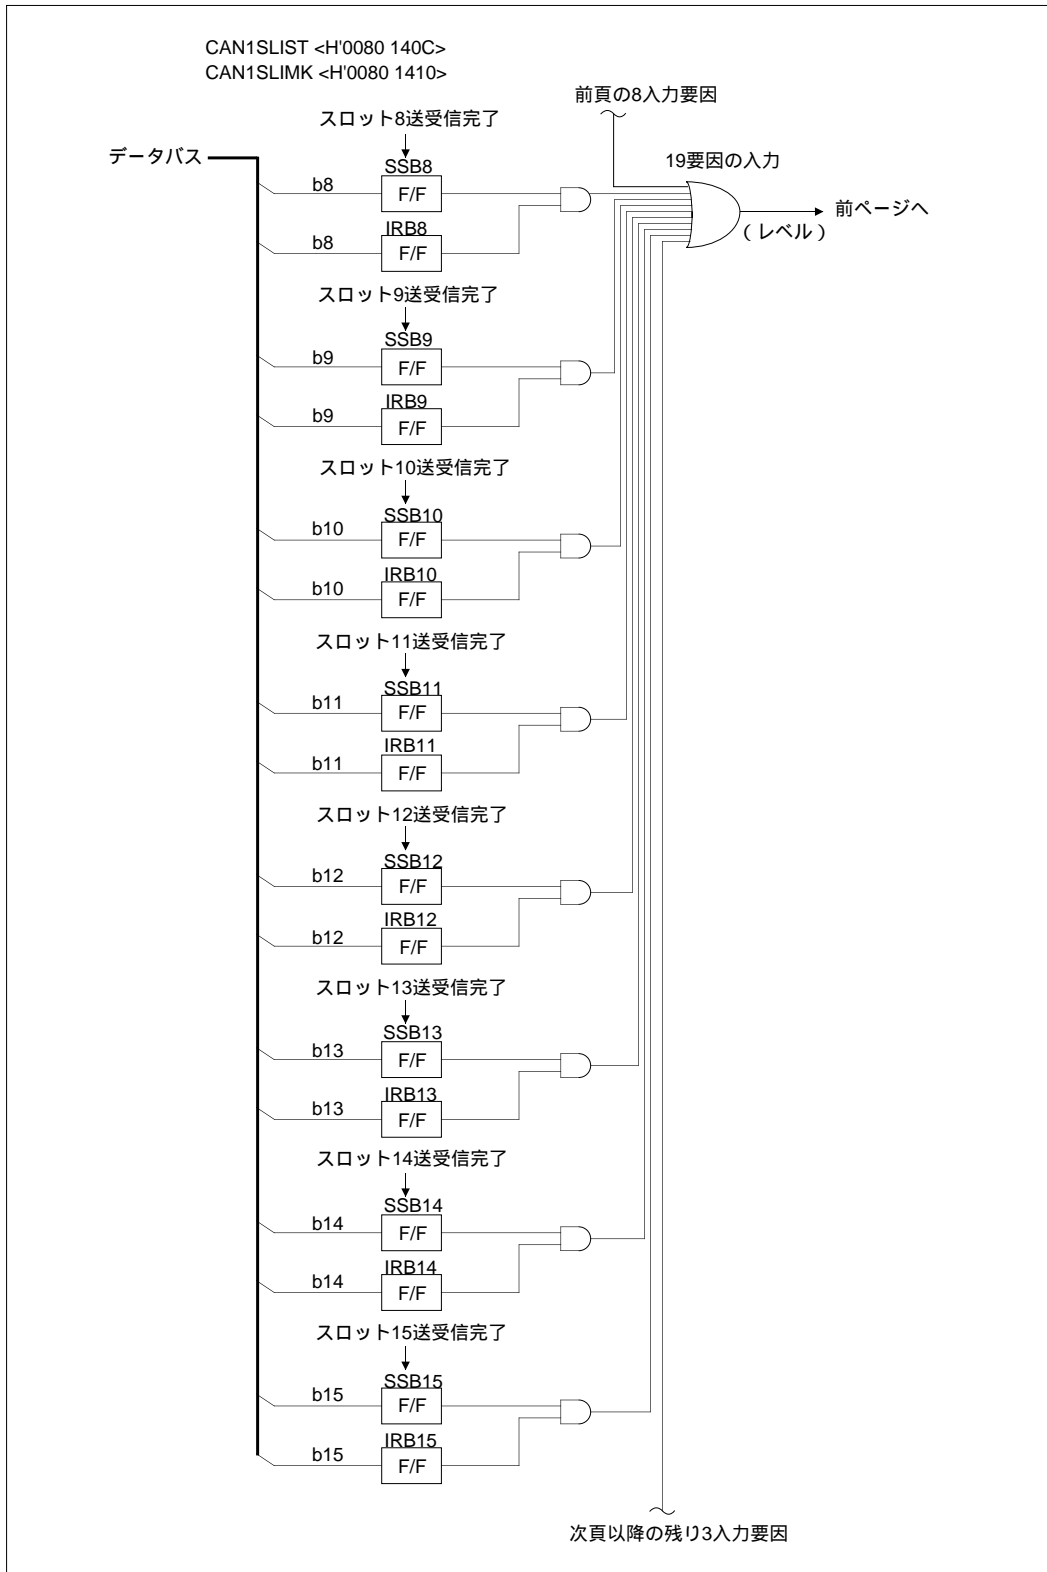 CAN1SLIST <H'0080 140C>
CAN1SLIMK <H'0080 1410>
前頁の8入力要因
スロット8送受信完了
データバス
19要因の入力
SSB8
b8
F/F
前ページへ
(レベル)
IRB8
b8
F/F
スロット9送受信完了
SSB9
b9
F/F
IRB9
b9
F/F
スロット10送受信完了
SSB10
b10
F/F
IRB10
b10
F/F
スロット11送受信完了
SSB11
b11
F/F
IRB11
b11
F/F
スロット12送受信完了
SSB12
b12
F/F
IRB12
b12
F/F
スロット13送受信完了
SSB13
b13
F/F
IRB13
b13
F/F
スロット14送受信完了
SSB14
b14
F/F
IRB14
b14
F/F
スロット15送受信完了
SSB15
b15
F/F
IRB15
b15
F/F
次頁以降の残り3入力要因